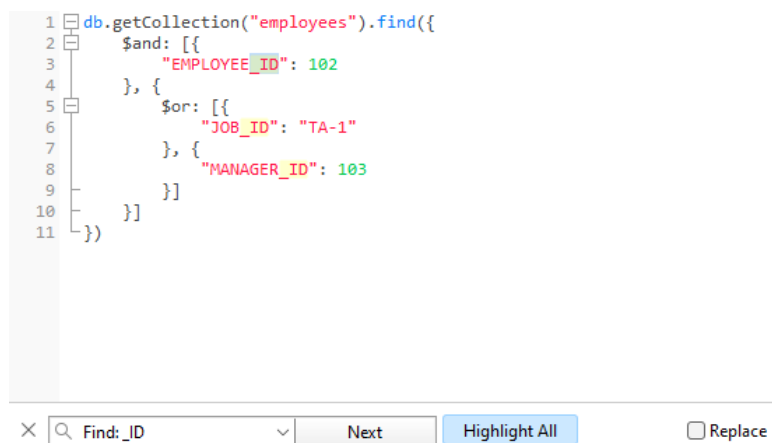 1 db.getCollection("employees").find({
2 $and: [{
3 "EMPLOYEE_ID": 102
4 }, {
5 $or: [{
6 "JOB_ID": "TA-1"
7 }, {
8 "MANAGER_ID": 103
9 }]
10 }]
11 })
Find:_ID Next Highlight All Replace